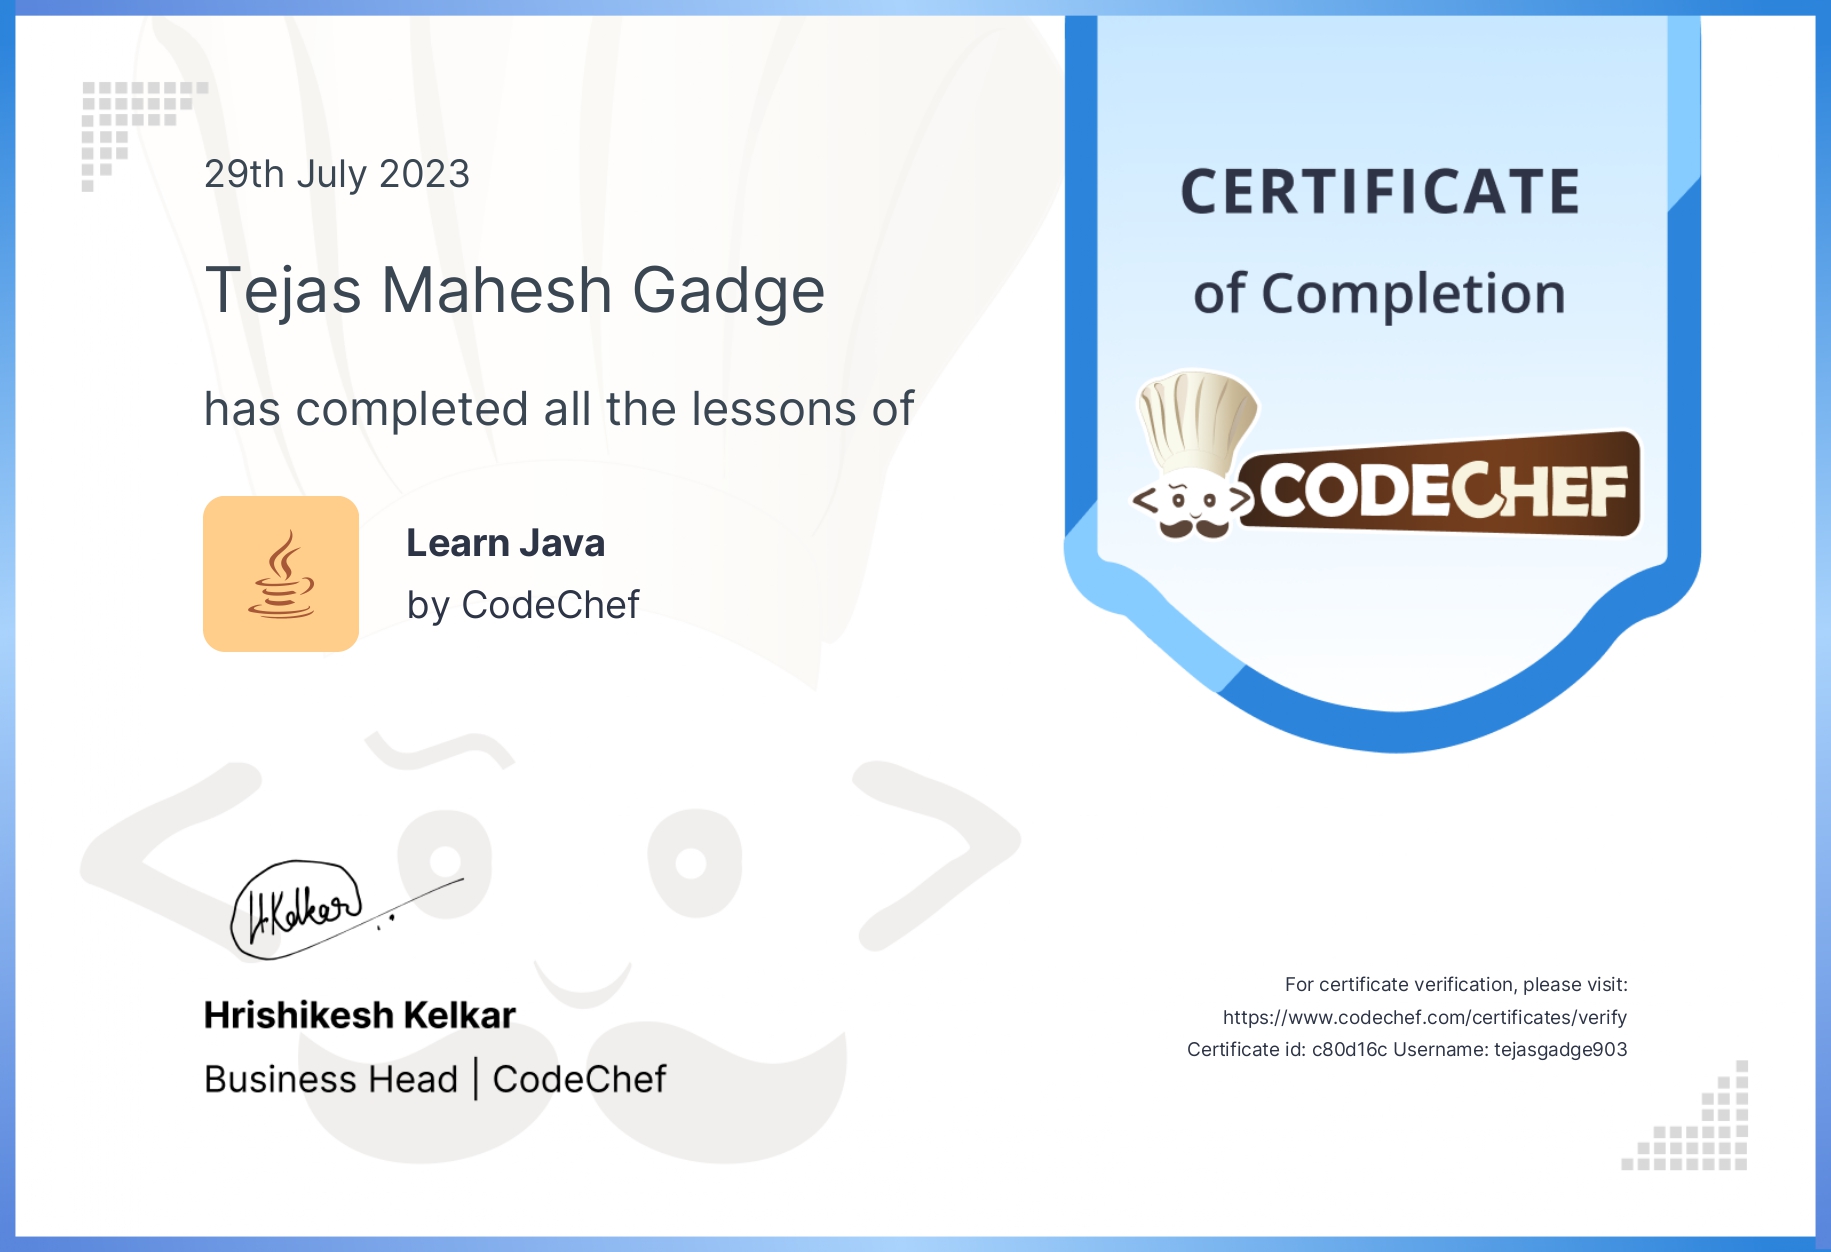 29th July 2023
Tejas Mahesh Gadge
has completed all the lessons of
Learn Java
by CodeChef
H.Kelkar
Hrishikesh Kelkar
Business Head | CodeChef
CERTIFICATE
of Completion
CODECHEF
For certificate verification, please visit:
https://www.codechef.com/certificates/verify
Certificate id: c80d16c Username: tejasgadge903